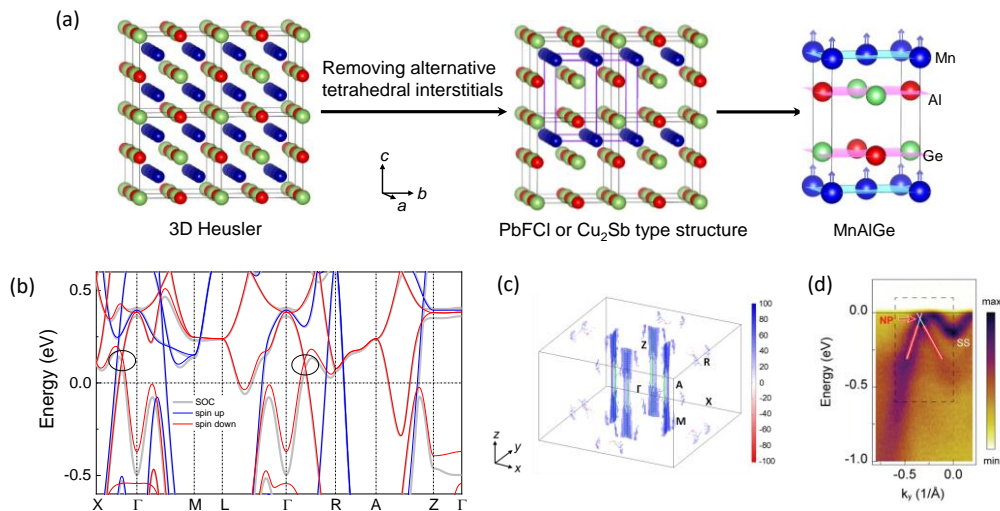 (a)
Removing alternative
tetrahedral interstitials
c
b
a
3D Heusler
PbFCl or Cu₂Sb type structure
Mn
Al
Ge
MnAlGe
(b)
Energy (eV)
0.5
0.0
-0.5
SOC
spin up
spin down
X Γ M L Γ R A Z Γ
(c)
Z
R
Γ
A
X
M
z
y
x
100
80
60
40
20
0
-20
-40
-60
-80
-100
(d)
Energy (eV)
0.0
-0.5
-1.0
NP
SS
-0.5 0.0
k_y (1/Å)
max
min